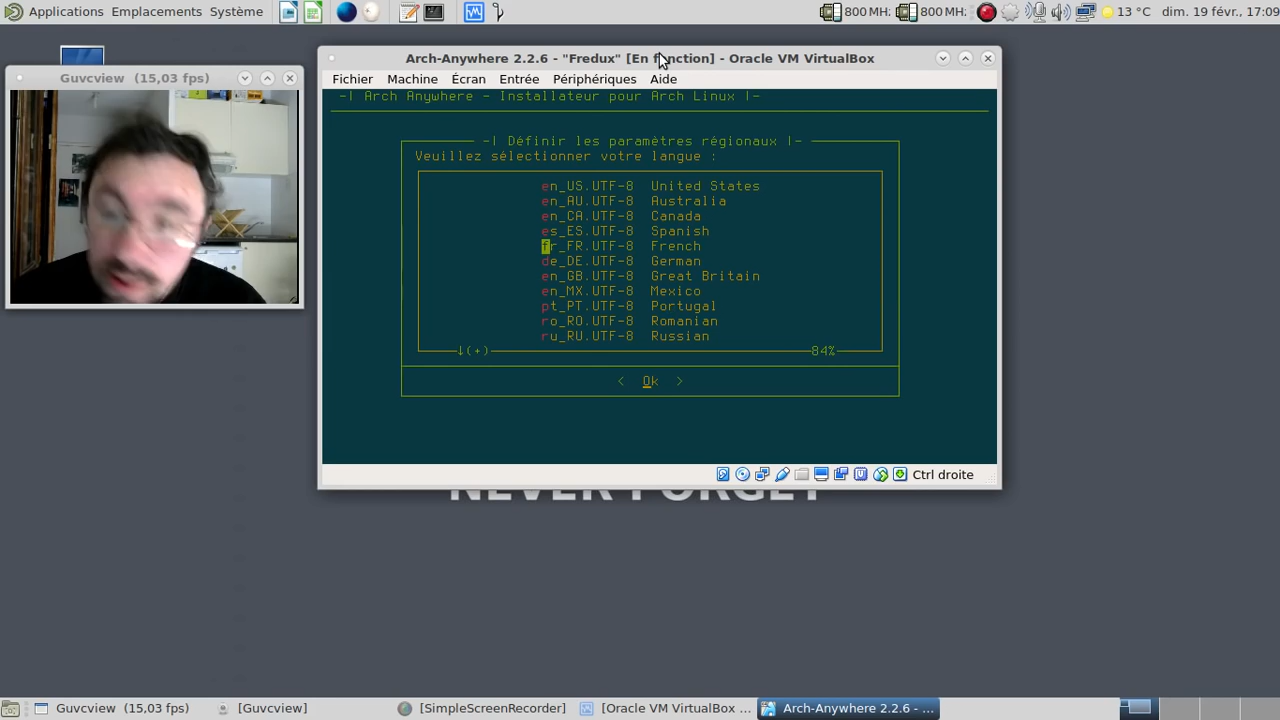 Applications Emplacements Système
800 MH; 800 MH; 13 °C dim. 19 févr., 17:09
Guvcview (15,03 fps)
Arch-Anywhere 2.2.6 - "Fredux" [En fonction] - Oracle VM VirtualBox
Fichier Machine Écran Entrée Périphériques Aide
-| Arch Anywhere - Installateur pour Arch Linux |-
-| Définir les paramètres régionaux |-
Veuillez sélectionner votre langue :
en_US.UTF-8 United States
en_AU.UTF-8 Australia
en_CA.UTF-8 Canada
es_ES.UTF-8 Spanish
fr_FR.UTF-8 French
de_DE.UTF-8 German
en_GB.UTF-8 Great Britain
en_MX.UTF-8 Mexico
pt_PT.UTF-8 Portugal
ro_RO.UTF-8 Romanian
ru_RU.UTF-8 Russian
↓(+) 84%
< Ok >
Ctrl droite
NEVER FORGET
Guvcview (15,03 fps) [Guvcview] [SimpleScreenRecorder] [Oracle VM VirtualBox ... Arch-Anywhere 2.2.6 - ...